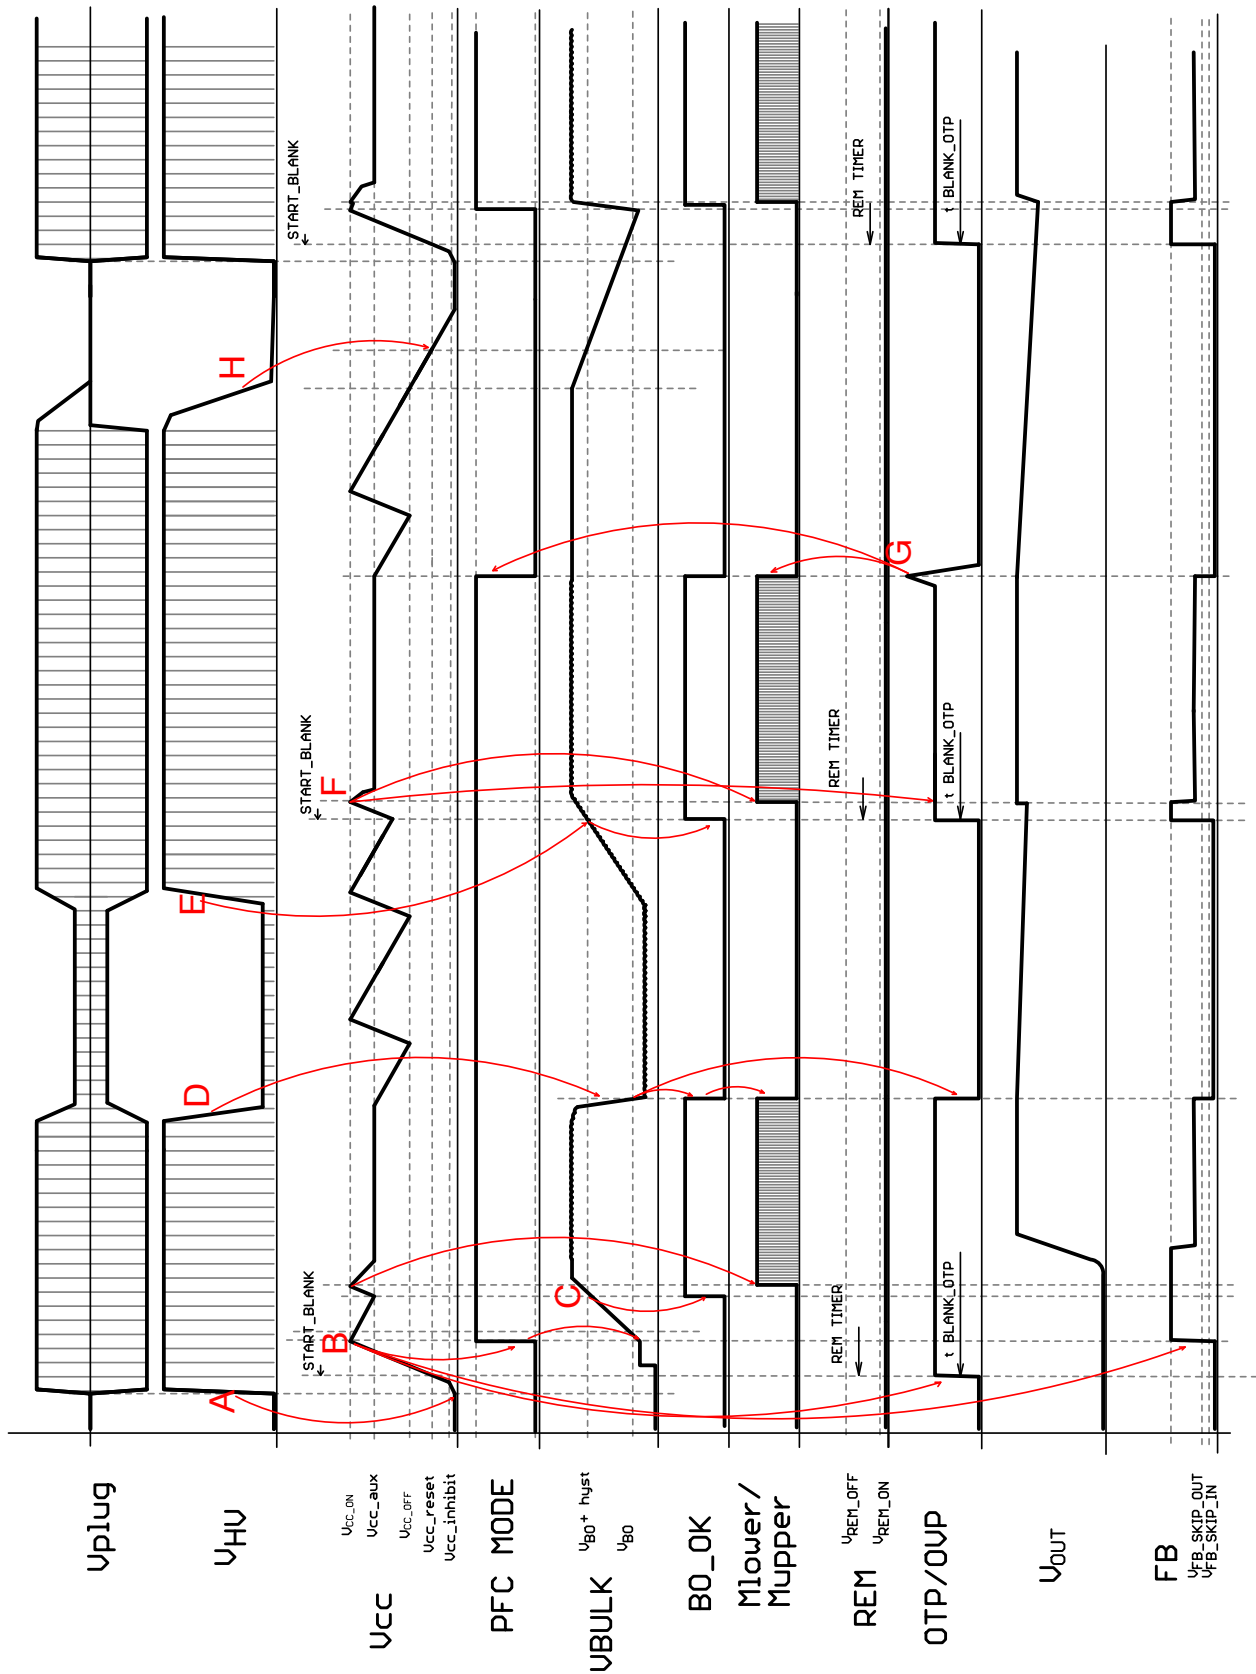 Vplug
VHV
Vcc
VCC_ON
Vcc_aux
VCC_OFF
Vcc_reset
Vcc_inhibit
PFC MODE
VBULK
VBO+ hyst
VBO
BO_OK
Mlower/
Mupper
REM
VREM_OFF
VREM_ON
OTP/OVP
VOUT
FB
VFB_SKIP_OUT
VFB_SKIP_IN
A
B
C
D
E
F
G
H
START_BLANK
START_BLANK
START_BLANK
REM TIMER
REM TIMER
REM TIMER
t BLANK_OTP
t BLANK_OTP
t BLANK_OTP